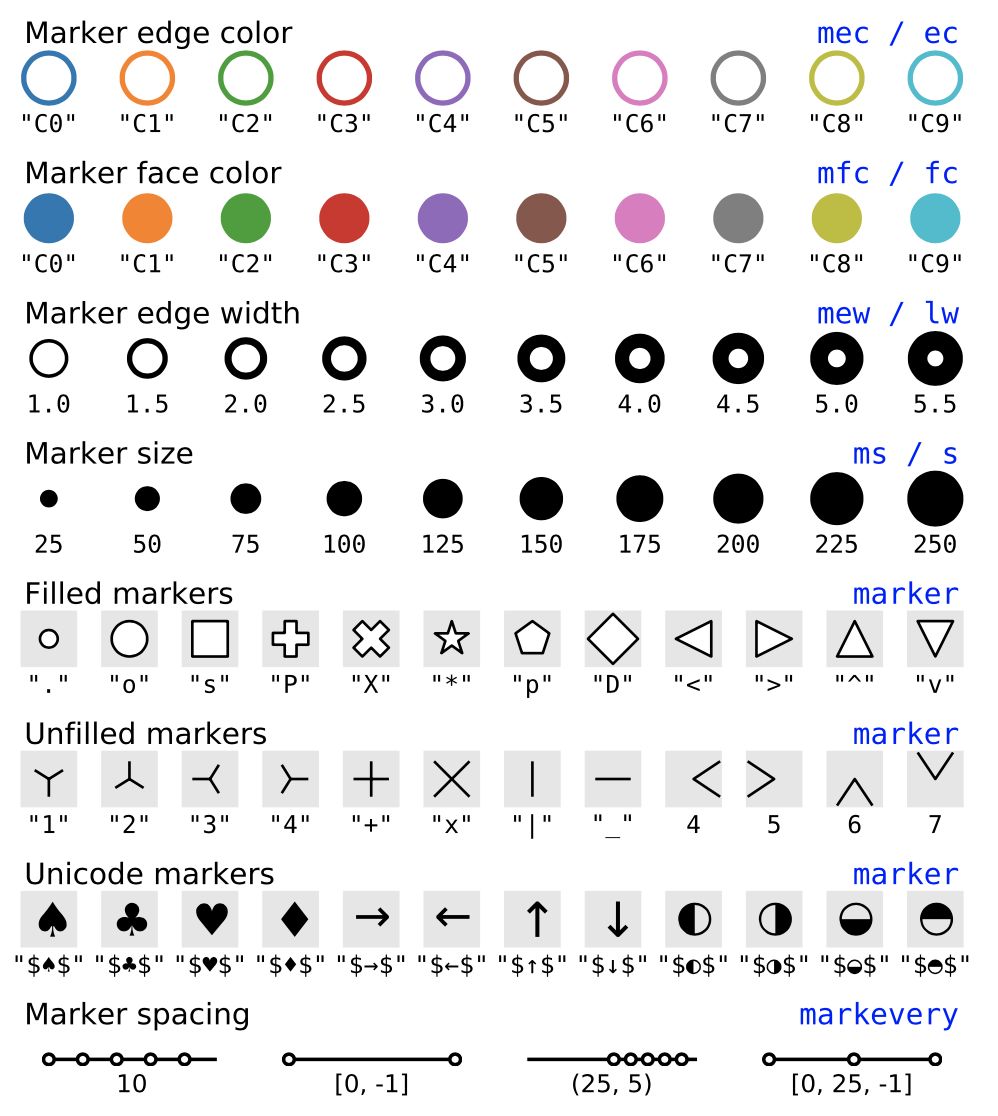 Marker edge color mec / ec
"C0" "C1" "C2" "C3" "C4" "C5" "C6" "C7" "C8" "C9"
Marker face color mfc / fc
"C0" "C1" "C2" "C3" "C4" "C5" "C6" "C7" "C8" "C9"
Marker edge width mew / lw
1.0 1.5 2.0 2.5 3.0 3.5 4.0 4.5 5.0 5.5
Marker size ms / s
25 50 75 100 125 150 175 200 225 250
Filled markers marker
"." "o" "s" "P" "X" "*" "p" "D" "<" ">" "^" "v"
Unfilled markers marker
"1" "2" "3" "4" "+" "x" "|" "_" 4 5 6 7
Unicode markers marker
"$♠$" "$♣$" "$♥$" "$♦$" "$→$" "$←$" "$↑$" "$↓$" "$◐$" "$◑$" "$◒$" "$◓$"
Marker spacing markevery
10 [0, -1] (25, 5) [0, 25, -1]